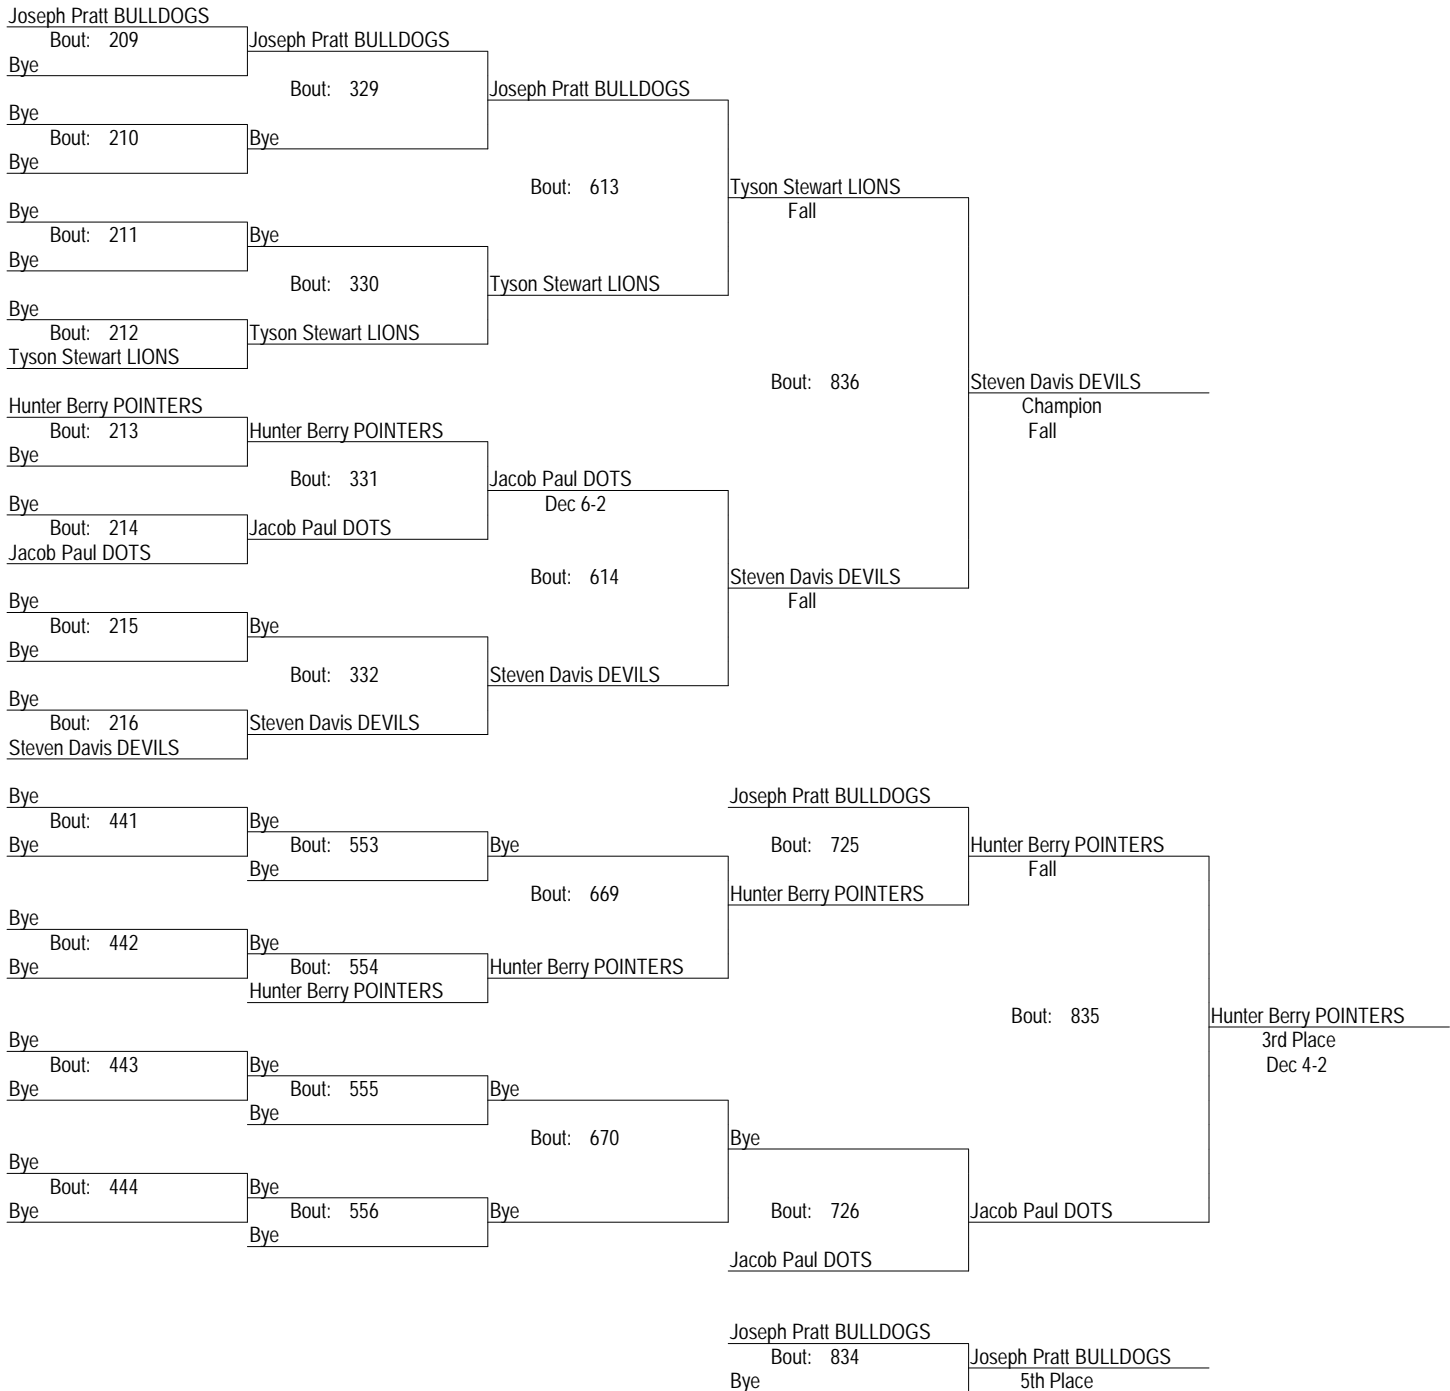 Joseph Pratt BULLDOGS
Bout: 209
Bye
Bye
Bout: 210
Bye
Bye
Bout: 211
Bye
Bye
Bout: 212
Tyson Stewart LIONS
Hunter Berry POINTERS
Bout: 213
Bye
Bye
Bout: 214
Jacob Paul DOTS
Bye
Bout: 215
Bye
Bye
Bout: 216
Steven Davis DEVILS
Joseph Pratt BULLDOGS
Bout: 329
Bye
Bye
Bout: 330
Tyson Stewart LIONS
Hunter Berry POINTERS
Bout: 331
Jacob Paul DOTS
Bye
Bout: 332
Steven Davis DEVILS
Joseph Pratt BULLDOGS
Bout: 613
Tyson Stewart LIONS
Jacob Paul DOTS
Dec 6-2
Bout: 614
Steven Davis DEVILS
Tyson Stewart LIONS
Fall
Bout: 836
Steven Davis DEVILS
Fall
Steven Davis DEVILS
Champion
Fall
Bye
Bout: 441
Bye
Bye
Bout: 442
Bye
Bye
Bout: 443
Bye
Bye
Bout: 444
Bye
Bye
Bout: 553
Bye
Bye
Bout: 554
Hunter Berry POINTERS
Bye
Bout: 555
Bye
Bye
Bout: 556
Bye
Bye
Bout: 669
Hunter Berry POINTERS
Bye
Bout: 670
Bye
Joseph Pratt BULLDOGS
Bout: 725
Hunter Berry POINTERS
Bye
Bout: 726
Jacob Paul DOTS
Hunter Berry POINTERS
Fall
Bout: 835
Jacob Paul DOTS
Hunter Berry POINTERS
3rd Place
Dec 4-2
Joseph Pratt BULLDOGS
Bout: 834
Bye
Joseph Pratt BULLDOGS
5th Place